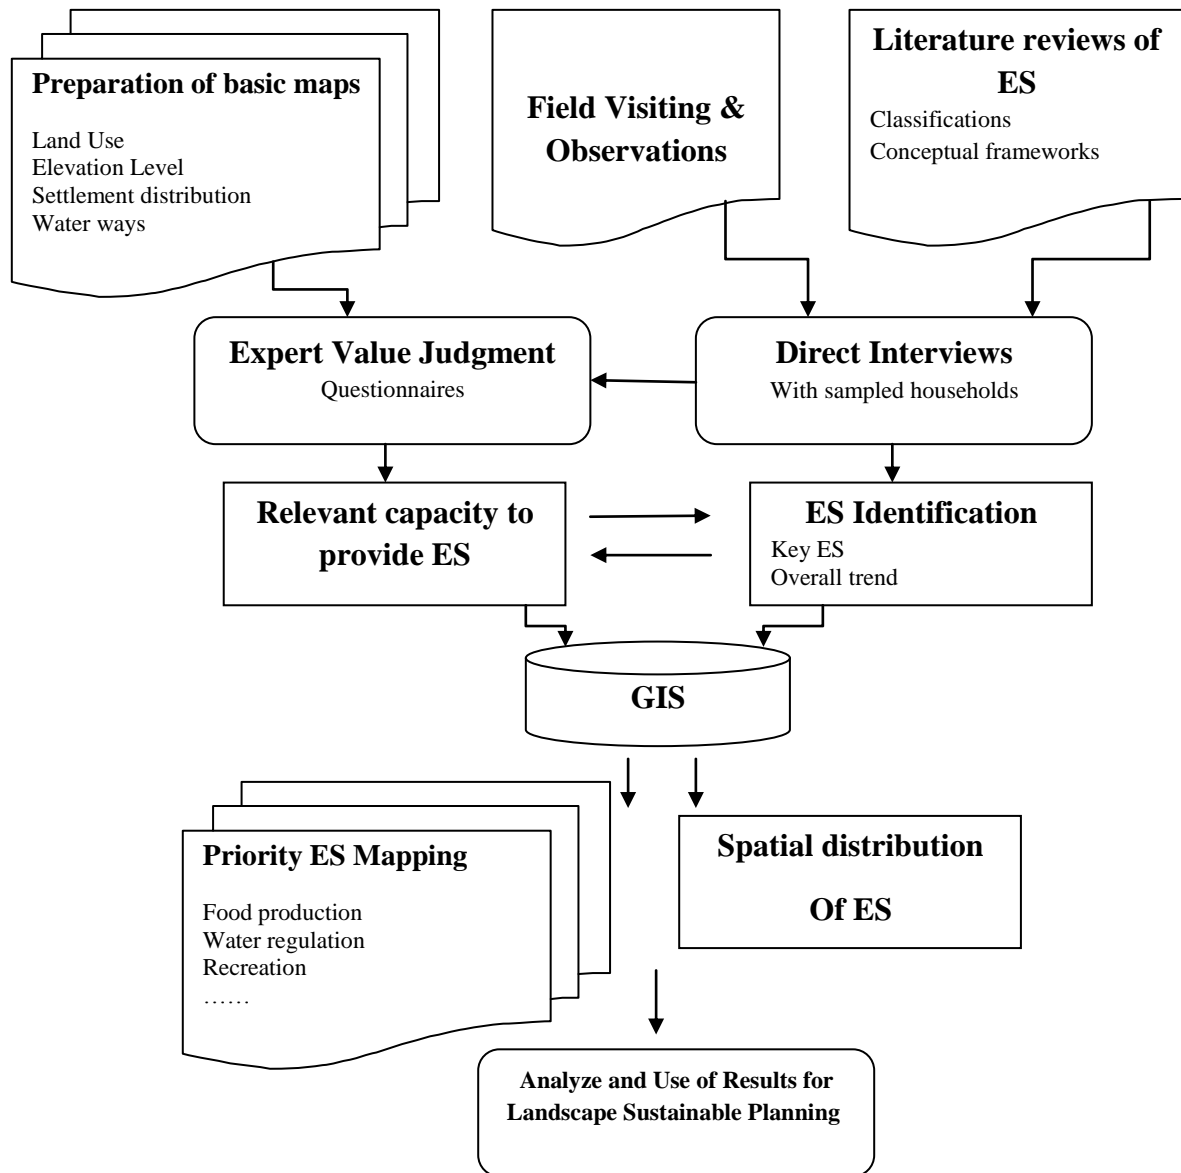 Preparation of basic maps
Land Use
Elevation Level
Settlement distribution
Water ways
Field Visiting &
Observations
Literature reviews of
ES
Classifications
Conceptual frameworks
Expert Value Judgment
Questionnaires
Direct Interviews
With sampled households
Relevant capacity to
provide ES
ES Identification
Key ES
Overall trend
GIS
Priority ES Mapping
Food production
Water regulation
Recreation
……
Spatial distribution
Of ES
Analyze and Use of Results for
Landscape Sustainable Planning